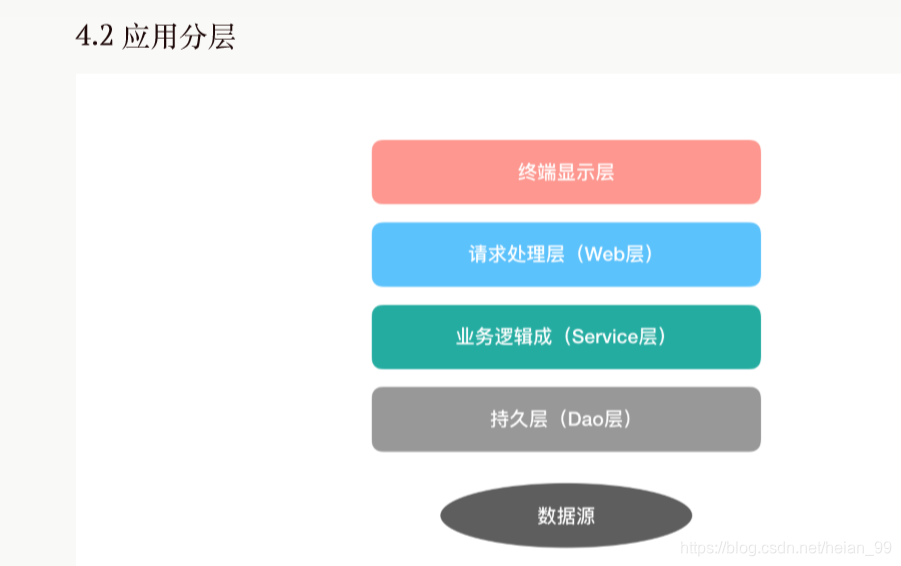 4.2 应用分层
终端显示层
请求处理层（Web层）
业务逻辑成（Service层）
持久层（Dao层）
数据源
https://blog.csdn.net/heian_99